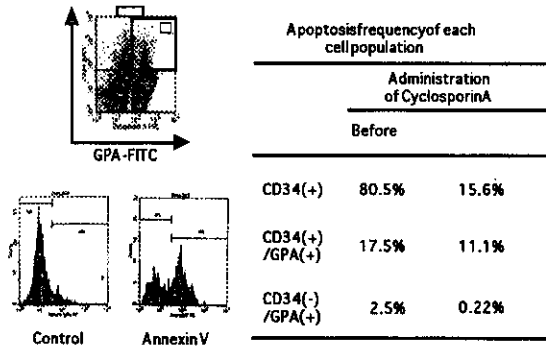 GPA-FITC
Control
AnnexinV
Apoptosisfrequencyof each
cellpopulation
Administration
of CyclosporinA
Before
CD34(+) 80.5% 15.6%
CD34(+)
/GPA(+) 17.5% 11.1%
CD34(-)
/GPA(+) 2.5% 0.22%